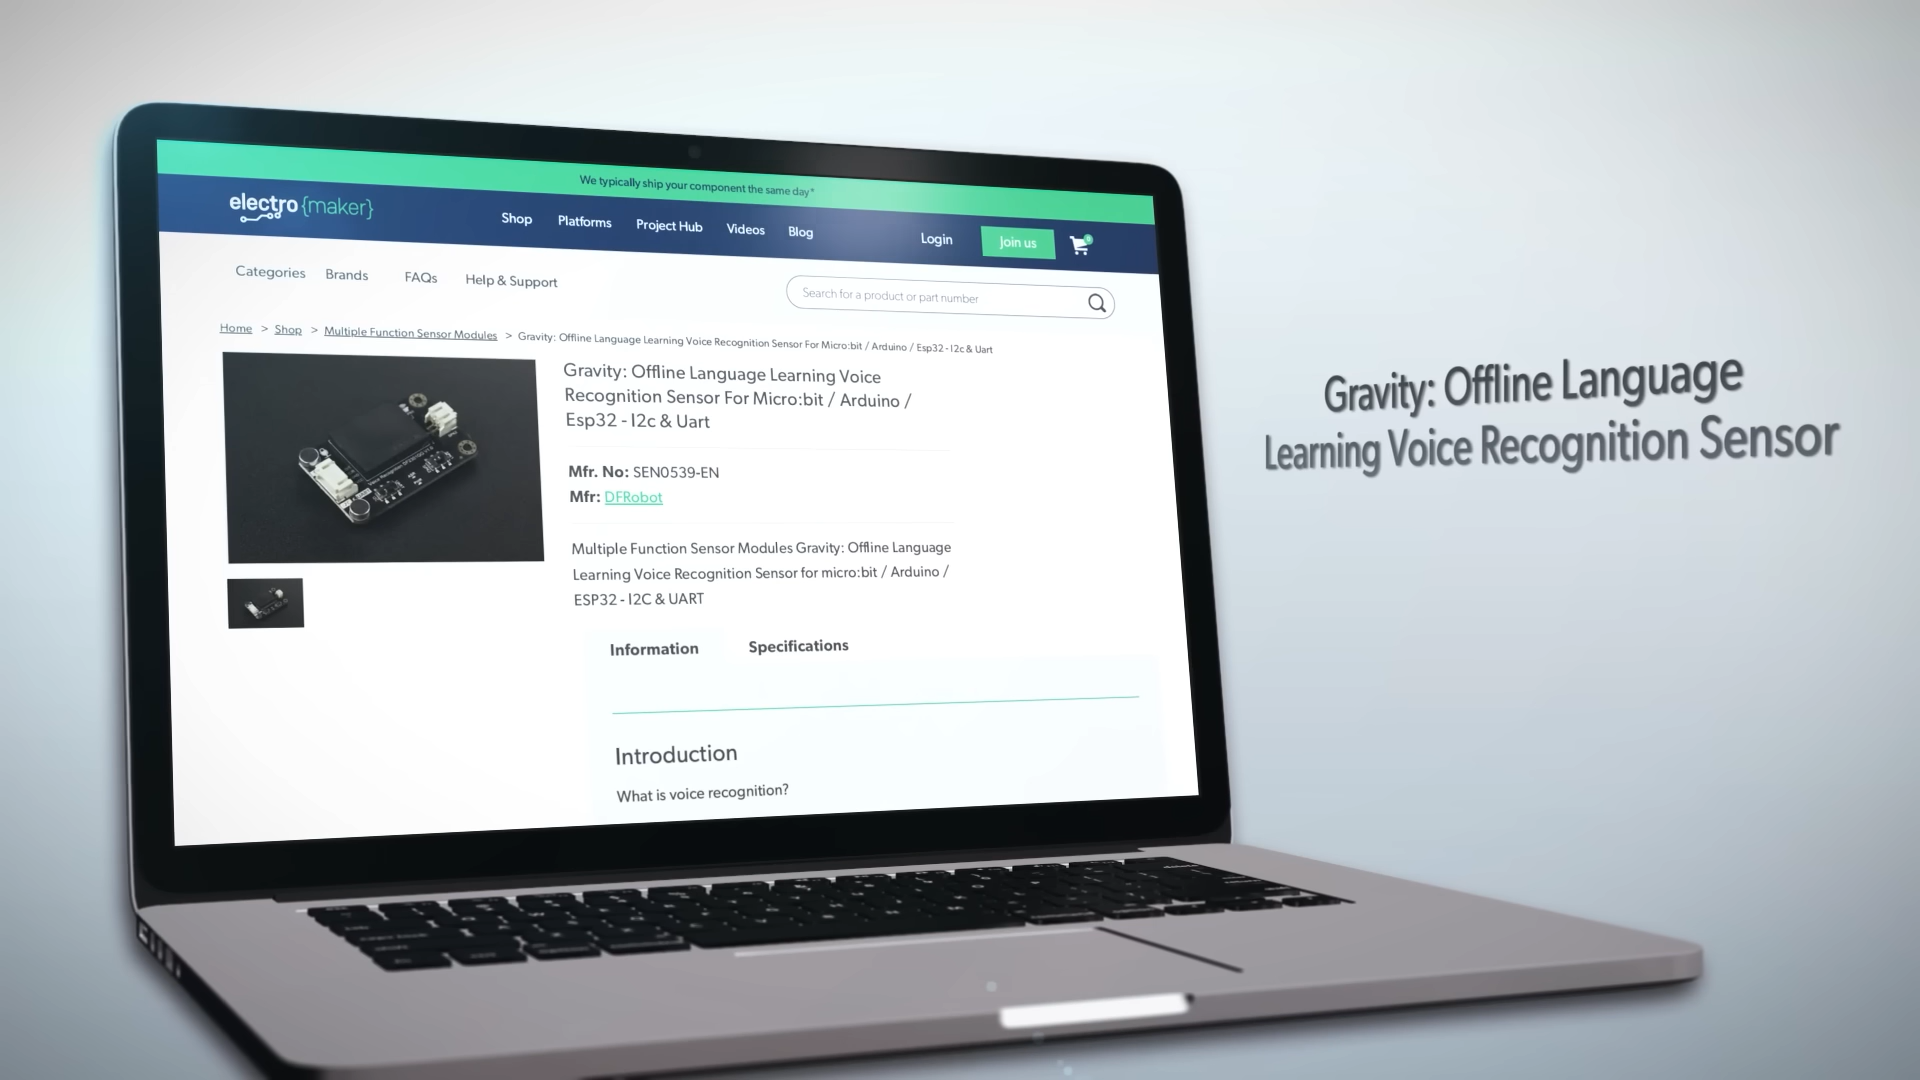 We typically ship your component the same day*
electro {maker}
Shop Platforms Project Hub Videos Blog
Login Join us 0
Categories Brands FAQs Help & Support
Search for a product or part number
Home > Shop > Multiple Function Sensor Modules > Gravity: Offline Language Learning Voice Recognition Sensor For Micro:bit / Arduino / Esp32 - I2c & Uart
Gravity: Offline Language Learning Voice
Recognition Sensor For Micro:bit / Arduino /
Esp32 - I2c & Uart
Mfr. No: SEN0539-EN
Mfr: DFRobot
Multiple Function Sensor Modules Gravity: Offline Language
Learning Voice Recognition Sensor for micro:bit / Arduino /
ESP32 - I2C & UART
Information Specifications
Introduction
What is voice recognition?
Gravity: Offline Language
Learning Voice Recognition Sensor